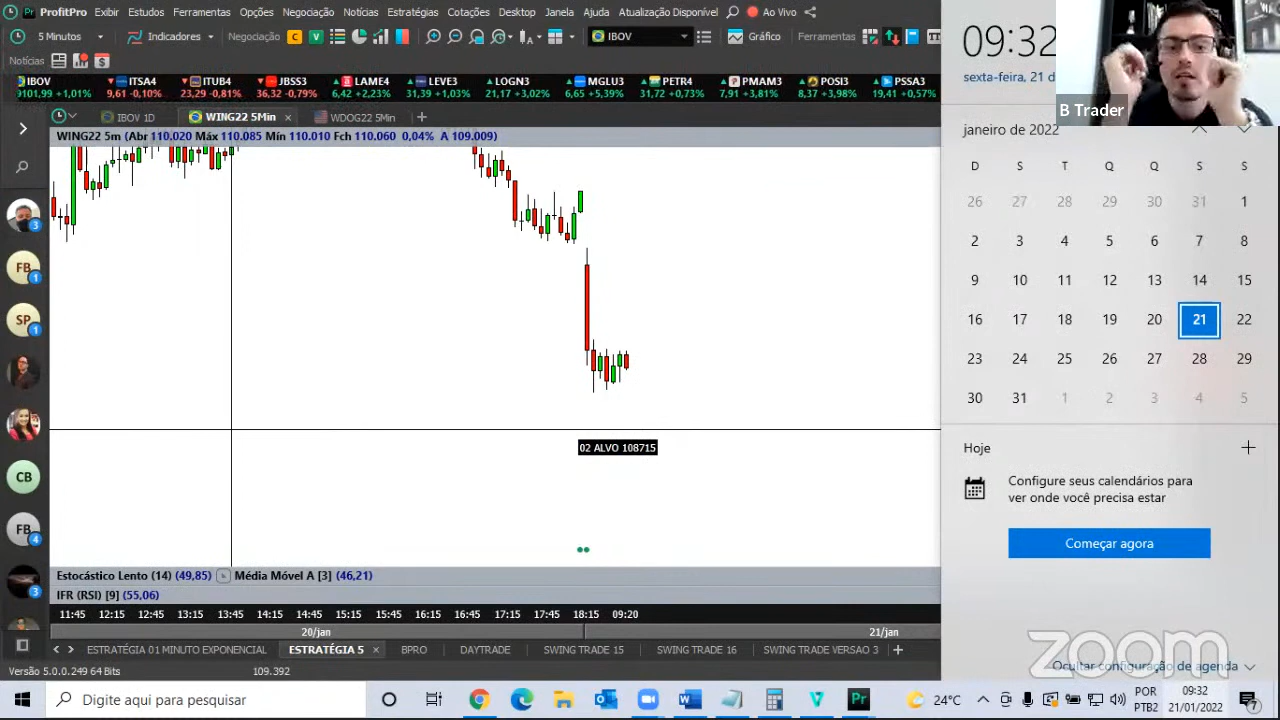 ProfitPro Exibir Estudos Ferramentas Opções Negociação Notícias Estratégias Cotações Desktop Janela Ajuda Atualização Disponível Ao Vivo
5 Minutos Indicadores Negociação C V IBOV Gráfico Ferramentas
Notícias
IBOV ITSA4 ITUB4 JBSS3 LAME4 LEVE3 LOGN3 MGLU3 PETR4 PMAM3 POSI3 PSSA3
101,99 +1,01% 9,61 -0,10% 23,29 -0,81% 36,32 -0,79% 6,42 +2,23% 31,39 +1,03% 21,17 +3,02% 6,65 +5,39% 31,72 +0,73% 7,91 +3,81% 8,37 +3,98% 19,41 +0,57%
IBOV 1D WING22 5Min WDOG22 5Min
WING22 5m (Abr 110.020 Máx 110.085 Mín 110.010 Fch 110.060 0,04% A 109.009)
3
FB 1
SP 1
CB
FB 4
3
02 ALVO 108715
Estocástico Lento (14) (49,85) Média Móvel A [3] (46,21)
IFR (RSI) [9] (55,06)
11:45 12:15 12:45 13:15 13:45 14:15 14:45 15:15 15:45 16:15 16:45 17:15 17:45 18:15 09:20
20/jan 21/jan
ESTRATÉGIA 01 MINUTO EXPONENCIAL ESTRATÉGIA 5 BPRO DAYTRADE SWING TRADE 15 SWING TRADE 16 SWING TRADE VERSAO 3
Versão 5.0.0.249 64 Bits 109.392
09:32
sexta-feira, 21 d
B Trader
janeiro de 2022
D S T Q Q S S
26 27 28 29 30 31 1
2 3 4 5 6 7 8
9 10 11 12 13 14 15
16 17 18 19 20 21 22
23 24 25 26 27 28 29
30 31 1 2 3 4 5
Hoje
Configure seus calendários para
ver onde você precisa estar
Começar agora
zoom
Ocultar configuração de agenda
Digite aqui para pesquisar
24°C
POR
PTB2
09:32
21/01/2022
7